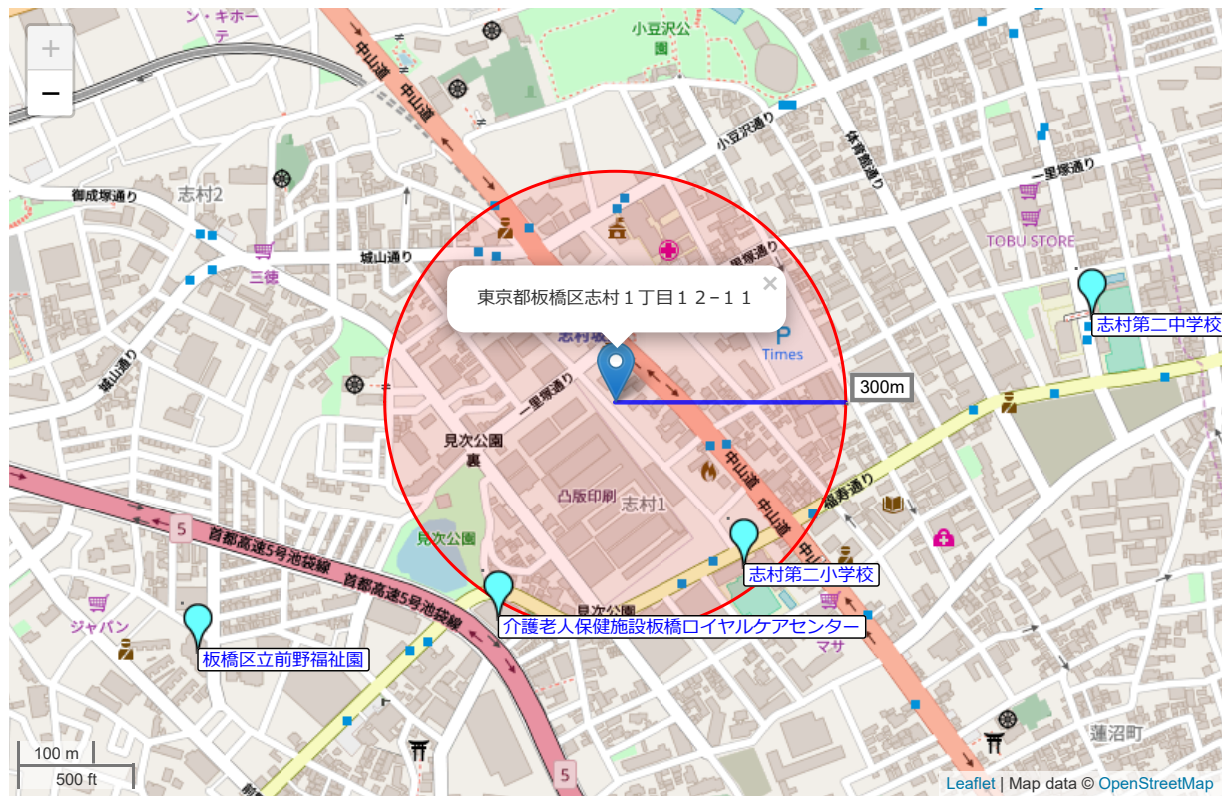 ン・キホー
テ
小豆沢公
園
中山道
中山道
+
−
小豆沢通り
体育館通り
一里塚通り
御成塚通り
志村2
TOBU STORE
城山通り
三徳
東京都板橋区志村１丁目１２−１１
×
P
Times
志村第二中学校
城山通り
一里塚通り
300m
見次公園
裏
中山道
中山道
福寿通り
凸版印刷
志村1
5
首都高速5号池袋線
首都高速5号池袋線
見次公園
志村第二小学校
見次公園
介護老人保健施設板橋ロイヤルケアセンター
ジャパン
マサ
板橋区立前野福祉園
蓮沼町
100 m
500 ft
5
Leaflet | Map data © OpenStreetMap